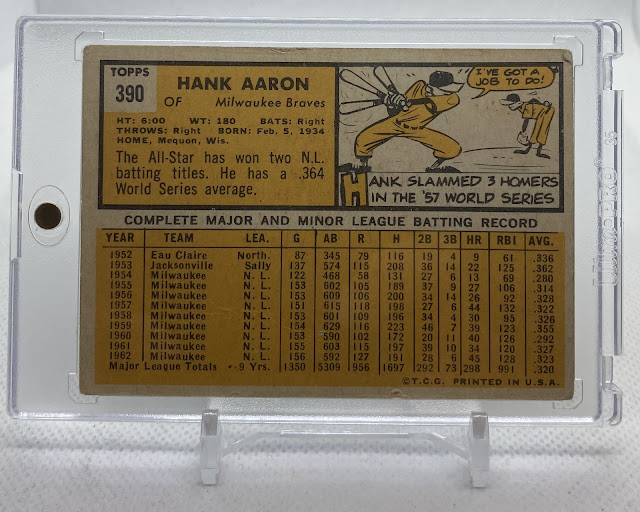 TOPPS
390
HANK AARON
OF Milwaukee Braves
HT: 6:00 WT: 180 BATS: Right
THROWS: Right BORN: Feb. 5, 1934
HOME, Mequon, Wis.
The All-Star has won two N.L.
batting titles. He has a .364
World Series average.
I'VE GOT A
JOB TO DO!
HANK SLAMMED 3 HOMERS
IN THE '57 WORLD SERIES
COMPLETE MAJOR AND MINOR LEAGUE BATTING RECORD
YEAR TEAM LEA. G AB R H 2B 3B HR RBI AVG.
1952 Eau Claire North. 87 345 79 116 19 4 9 61 .336
1953 Jacksonville Sally 137 574 115 208 36 14 22 125 .362
1954 Milwaukee N. L. 122 468 58 131 27 6 13 69 .280
1955 Milwaukee N. L. 153 602 105 189 37 9 27 106 .314
1956 Milwaukee N. L. 153 609 106 200 34 14 26 92 .328
1957 Milwaukee N. L. 151 615 118 198 27 6 44 132 .322
1958 Milwaukee N. L. 153 601 109 196 34 4 30 95 .326
1959 Milwaukee N. L. 154 629 116 223 46 7 39 123 .355
1960 Milwaukee N. L. 153 590 102 172 20 11 40 126 .292
1961 Milwaukee N. L. 155 603 115 197 39 10 34 120 .327
1962 Milwaukee N. L. 156 592 127 191 28 6 45 128 .323
Major League Totals 9 Yrs. 1350 5309 956 1697 292 73 298 991 .320
©T.C.G. PRINTED IN U.S.A.
Ultra•PRO
35